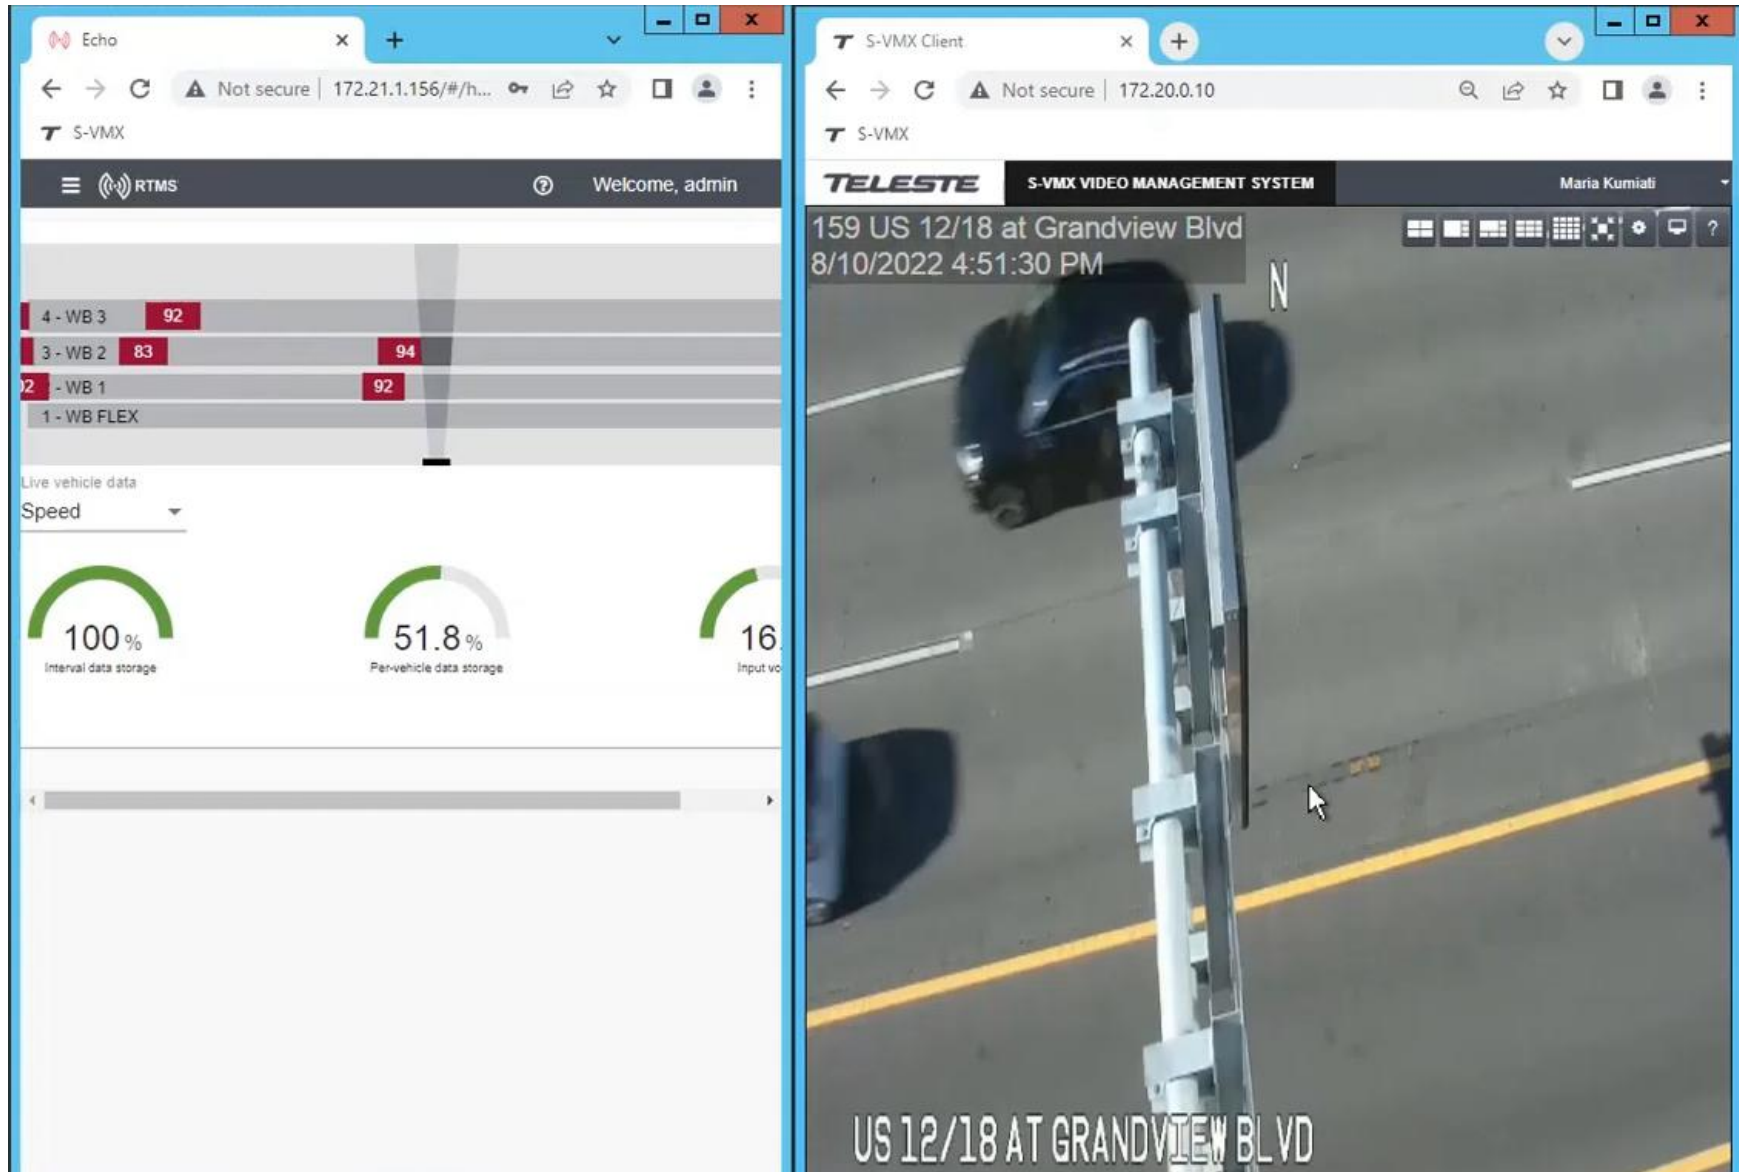 Echo
Not secure
172.21.1.156/#/h...
S-VMX
RTMS
Welcome, admin
4 - WB 3
92
3 - WB 2
83
94
- WB 1
92
1 - WB FLEX
Live vehicle data
Speed
100 %
Interval data storage
51.8 %
Per-vehicle data storage
16.
Input vo
S-VMX Client
Not secure
172.20.0.10
S-VMX
TELESTE
S-VMX VIDEO MANAGEMENT SYSTEM
Maria Kumiati
159 US 12/18 at Grandview Blvd
8/10/2022 4:51:30 PM
?
N
US 12/18 AT GRANDVIEW BLVD